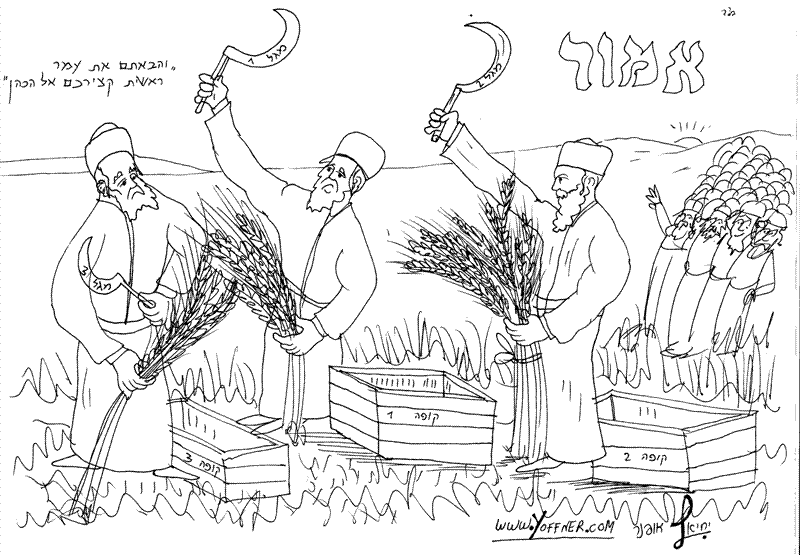 בּר
אמור
„והבאתם את עמר
ראשית קצירכם אל הכהן"
מגל 1
מגל 2
מגל 3
קופה 1
קופה 2
קופה 3
www.YOFFNER.COM
יחיאל אופנר